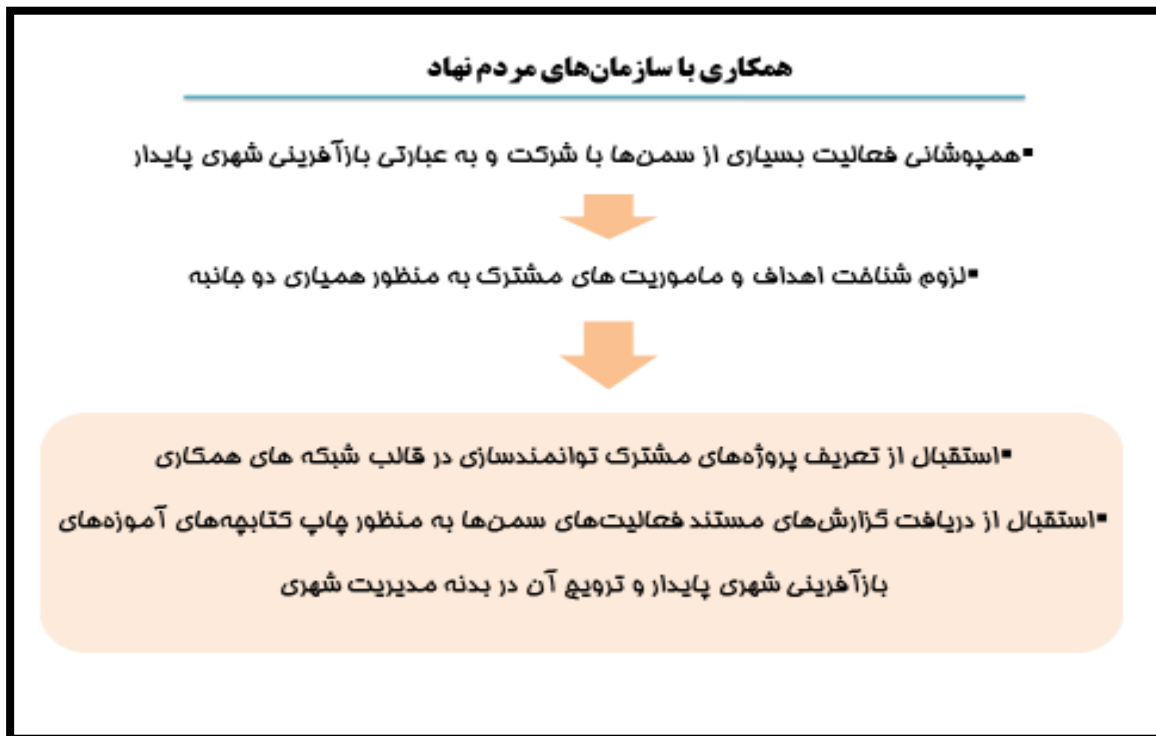 همکاری با سازمان‌های مردم نهاد
▪همپوشانی فعالیت بسیاری از سمن‌ها با شرکت و به عبارتی بازآفرینی شهری پایدار
▪لزوم شناخت اهداف و ماموریت های مشترک به منظور همیاری دو جانبه
▪استقبال از تعریف پروژه‌های مشترک توانمندسازی در قالب شبکه های همکاری
▪استقبال از دریافت گزارش‌های مستند فعالیت‌های سمن‌ها به منظور چاپ کتابچه‌های آموزه‌های
بازآفرینی شهری پایدار و ترویج آن در بدنه مدیریت شهری